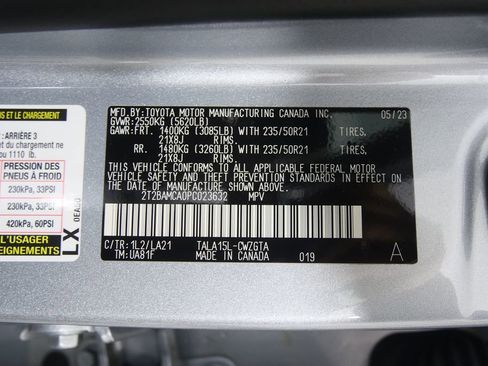 S ET LE CHARGEMENT
: ARRIÈRE 3
du chargement ne
u 1110 lb.
PRESSION DES
PNEUS À FROID
230kPa, 33PSI
230kPa, 33PSI
420kPa, 60PSI
L'USAGER
EIGNEMENTS
LX
0EA00
MFD. BY:TOYOTA MOTOR MANUFACTURING CANADA INC. 05/23
GVWR:2550KG (5620LB)
GAWR:FRT. 1400KG (3085LB) WITH 235/50R21 TIRES,
21X8J RIMS.
RR. 1480KG (3260LB) WITH 235/50R21 TIRES,
21X8J RIMS.
THIS VEHICLE CONFORMS TO ALL APPLICABLE FEDERAL MOTOR
VEHICLE SAFETY AND THEFT PREVENTION STANDARDS IN EFFECT
ON THE DATE OF MANUFACTURE SHOWN ABOVE.
2T2BAMCA0PC023632 MPV
C/TR:1L2/LA21 TALA15L-CWZGTA
TM:UA81F MADE IN CANADA 019 A